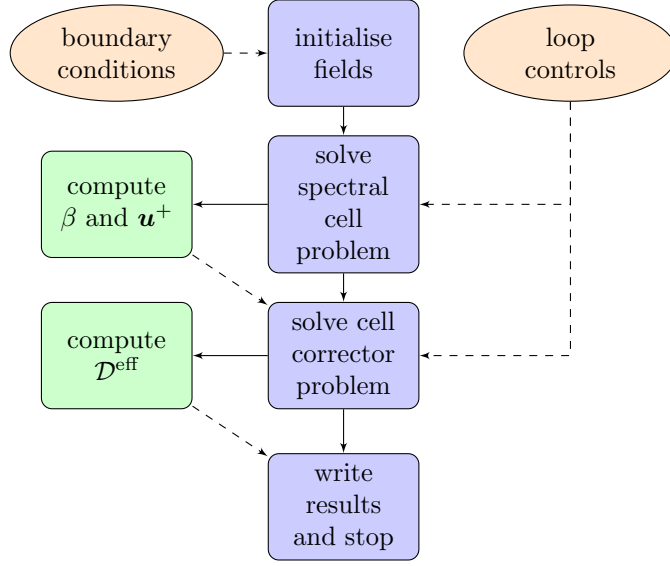 boundary
conditions
initialise
fields
loop
controls
solve
spectral
cell
problem
compute
β and 𝒖⁺
solve cell
corrector
problem
compute
𝒟ᵉᶠᶠ
write
results
and stop